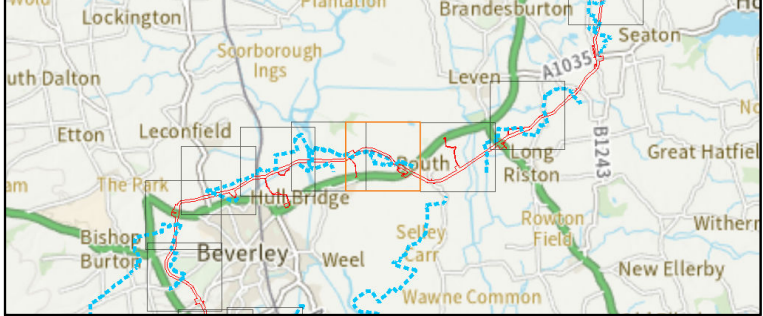 Plantation
Brandesburton
Lockington
Seaton
Scorborough
Ings
A1035
uth Dalton
Leven
Etton
Leconfield
B1243
Routh
Long
Riston
Great Hatfiel
am
The Park
Hull Bridge
Rowton
Field
Withern
Bishop
Burton
Beverley
Weel
Selley
Carr
New Ellerby
Wawne Common